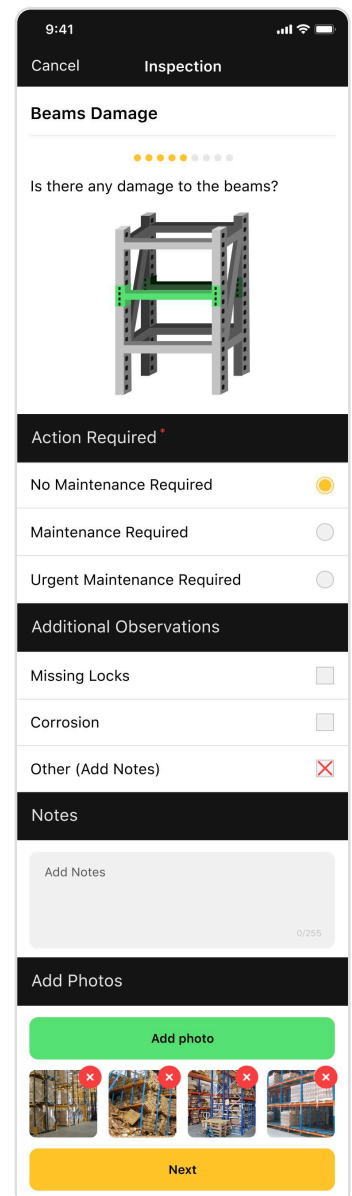 9:41
Cancel
Inspection
Beams Damage
Is there any damage to the beams?
Action Required*
No Maintenance Required
Maintenance Required
Urgent Maintenance Required
Additional Observations
Missing Locks
Corrosion
Other (Add Notes)
Notes
Add Notes
0/255
Add Photos
Add photo
Next